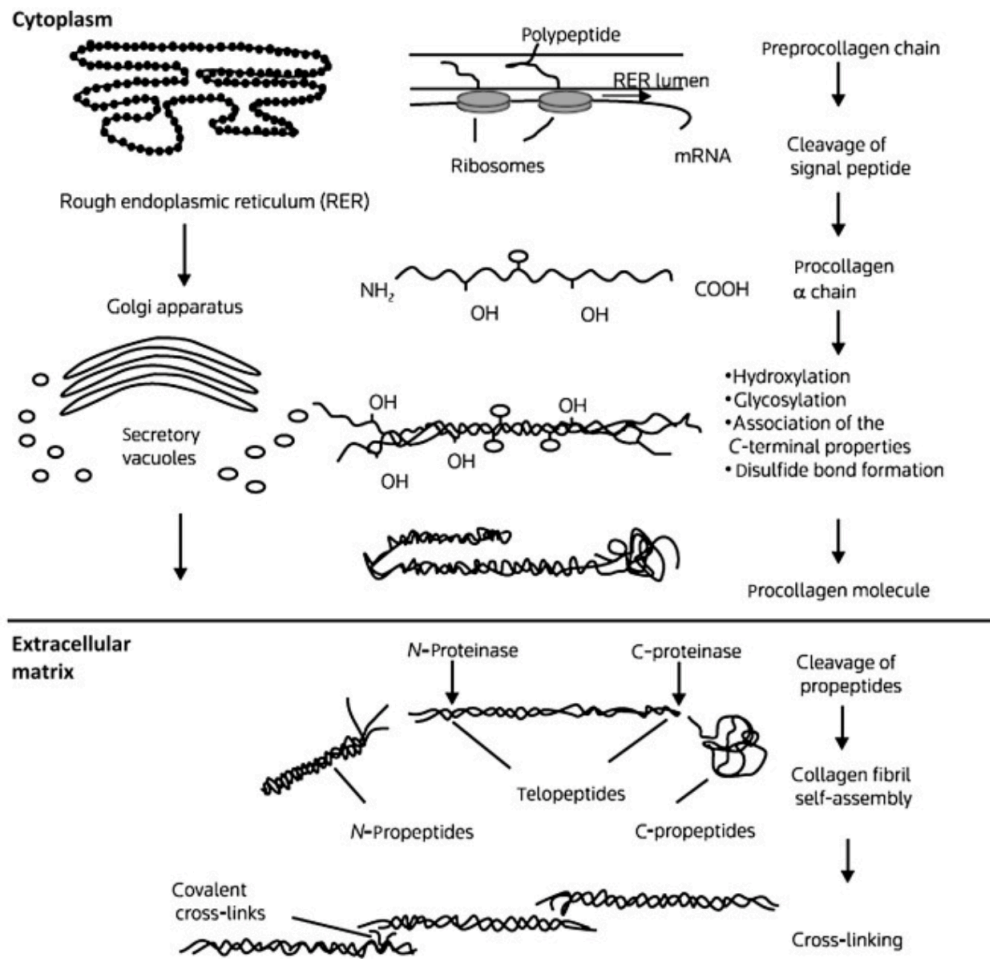 Cytoplasm
Polypeptide
RER lumen
Ribosomes
mRNA
Preprocollagen chain
Cleavage of
signal peptide
Rough endoplasmic reticulum (RER)
NH₂
OH
OH
COOH
Procollagen
α chain
Golgi apparatus
Secretory
vacuoles
OH
OH
OH
OH
•Hydroxylation
•Glycosylation
•Association of the
C-terminal properties
•Disulfide bond formation
Procollagen molecule
Extracellular
matrix
N-Proteinase
C-proteinase
Cleavage of
propeptides
Telopeptides
N-Propeptides
C-propeptides
Collagen fibril
self-assembly
Covalent
cross-links
Cross-linking